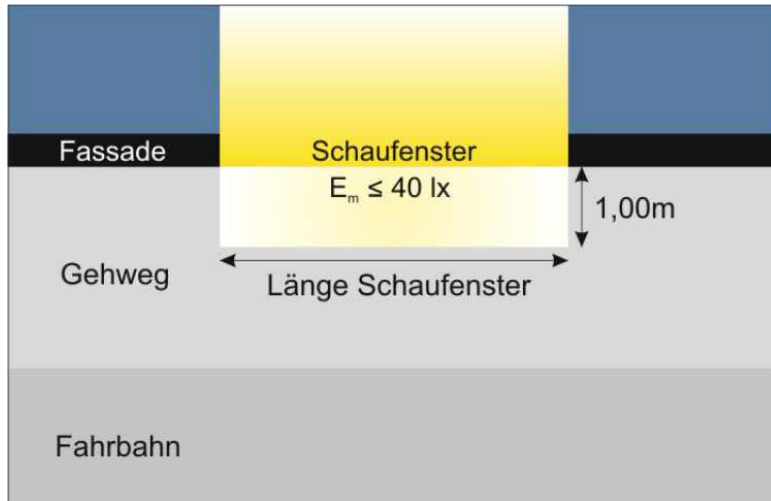 Fassade
Schaufenster
Eₘ ≤ 40 lx
1,00m
Gehweg
Länge Schaufenster
Fahrbahn